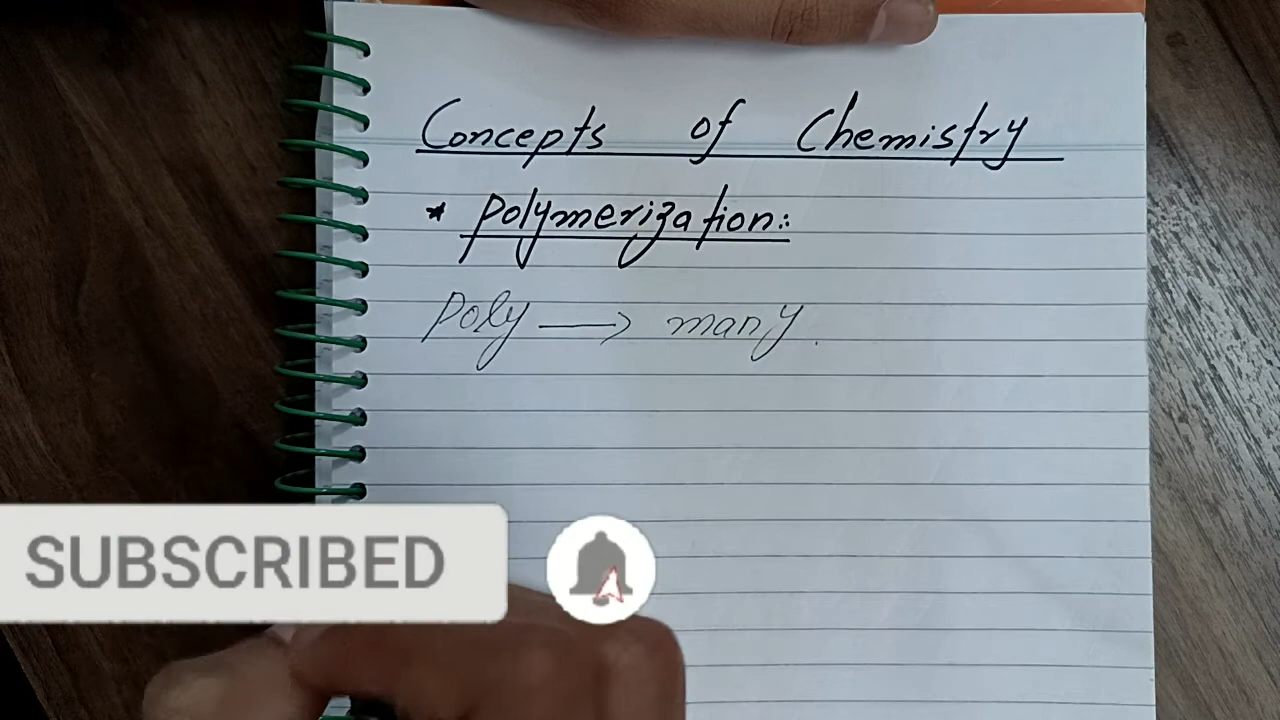 Concepts of Chemistry
* Polymerization:
Poly → many.
SUBSCRIBED